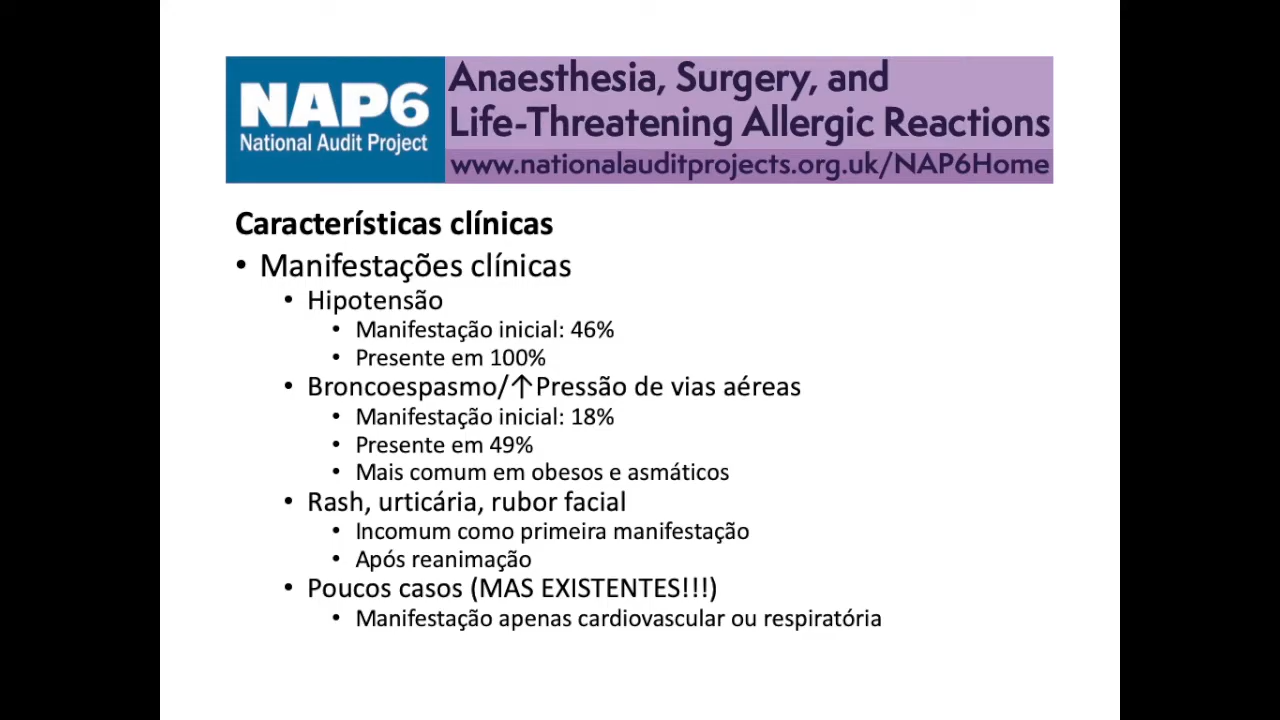 NAP6
National Audit Project
Anaesthesia, Surgery, and
Life-Threatening Allergic Reactions
www.nationalauditprojects.org.uk/NAP6Home
Características clínicas
• Manifestações clínicas
• Hipotensão
• Manifestação inicial: 46%
• Presente em 100%
• Broncoespasmo/↑Pressão de vias aéreas
• Manifestação inicial: 18%
• Presente em 49%
• Mais comum em obesos e asmáticos
• Rash, urticária, rubor facial
• Incomum como primeira manifestação
• Após reanimação
• Poucos casos (MAS EXISTENTES!!!)
• Manifestação apenas cardiovascular ou respiratória